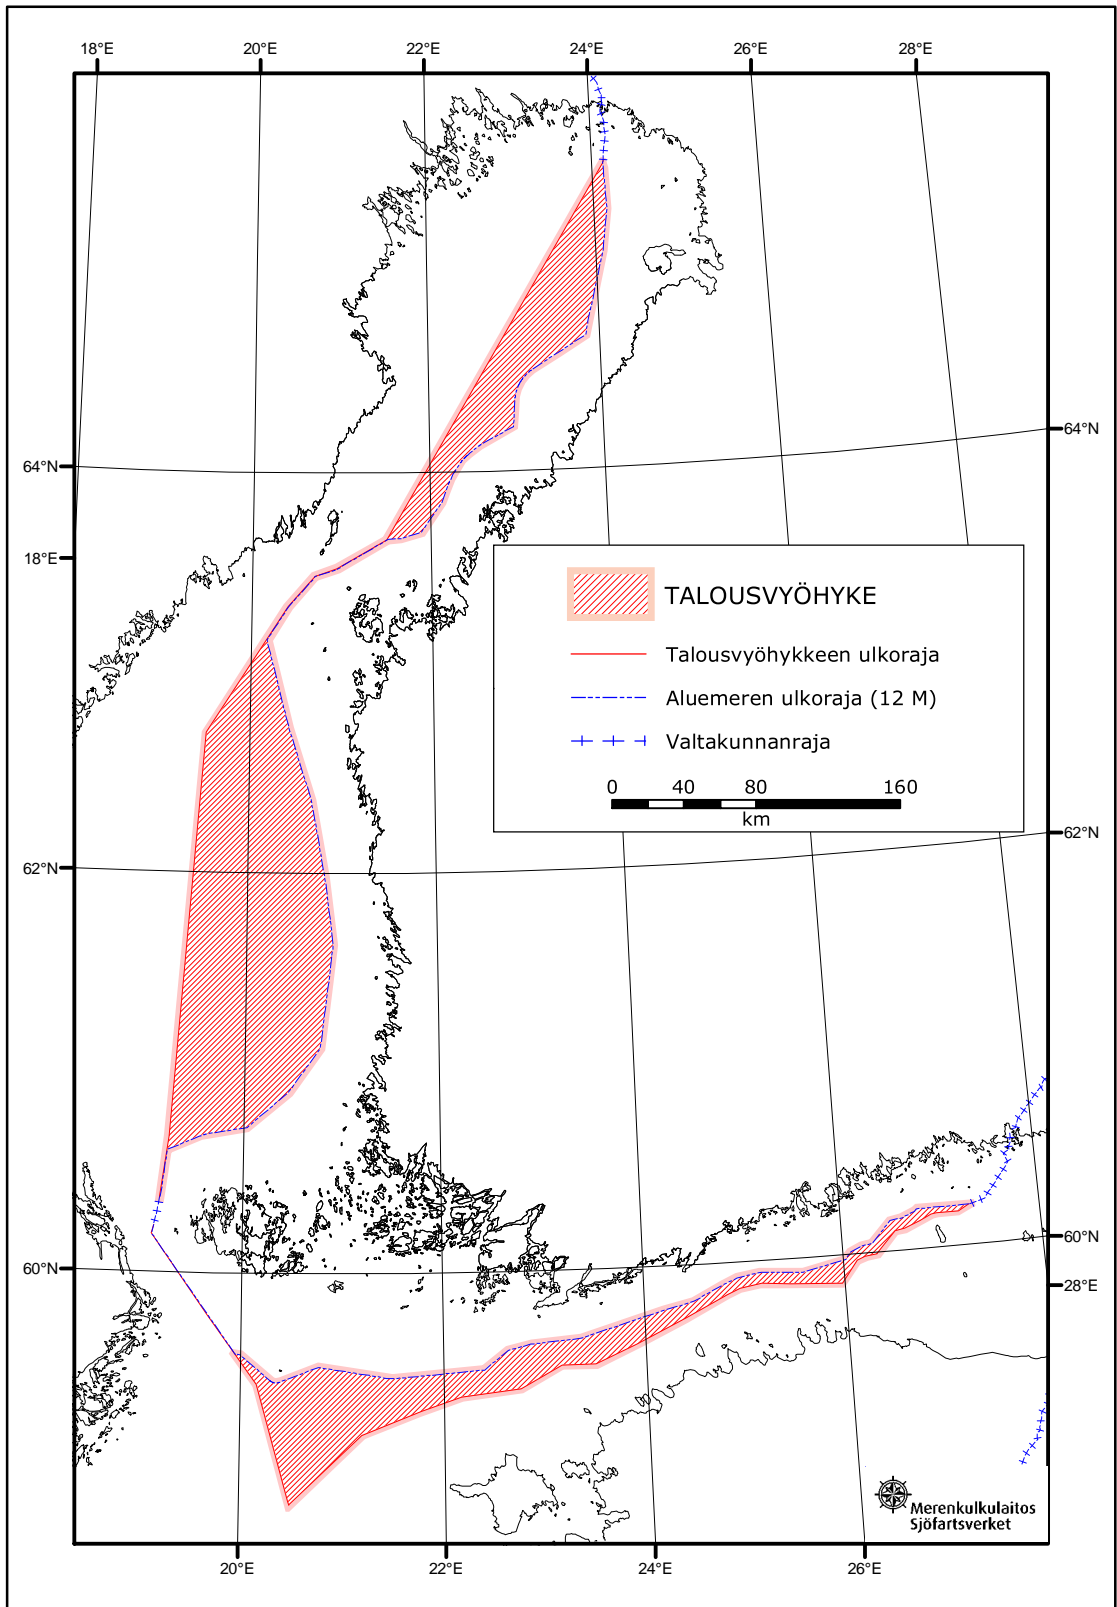 18°E 20°E 22°E 24°E 26°E 28°E
64°N
64°N
18°E
TALOUSVYÖHYKE
Talousvyöhykkeen ulkoraja
Aluemeren ulkoraja (12 M)
Valtakunnanraja
0 40 80 160
km
62°N
62°N
60°N
60°N
28°E
Merenkulkulaitos
Sjöfartsverket
20°E 22°E 24°E 26°E